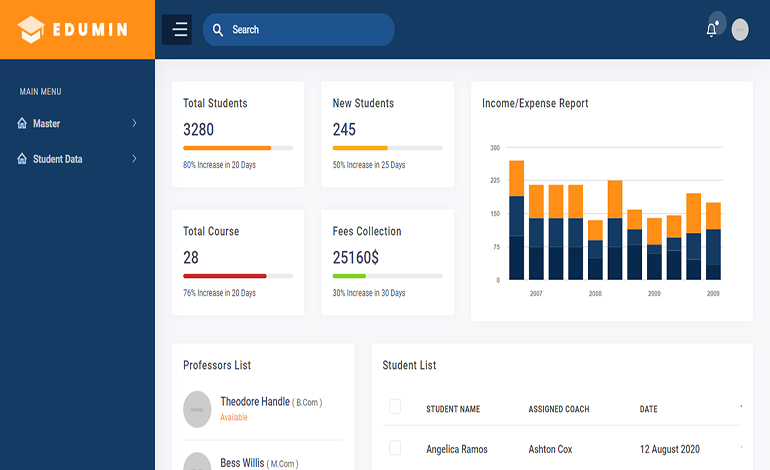 EDUMIN
Search
MAIN MENU
Master
Student Data
Total Students
3280
80% Increase in 20 Days
New Students
245
50% Increase in 25 Days
Total Course
28
76% Increase in 20 Days
Fees Collection
25160$
30% Increase in 30 Days
Income/Expense Report
300
225
150
75
0
2007 2008 2009 2009
Professors List
Theodore Handle ( B.Com )
Available
Bess Willis ( M.Com )
Student List
STUDENT NAME ASSIGNED COACH DATE
Angelica Ramos Ashton Cox 12 August 2020